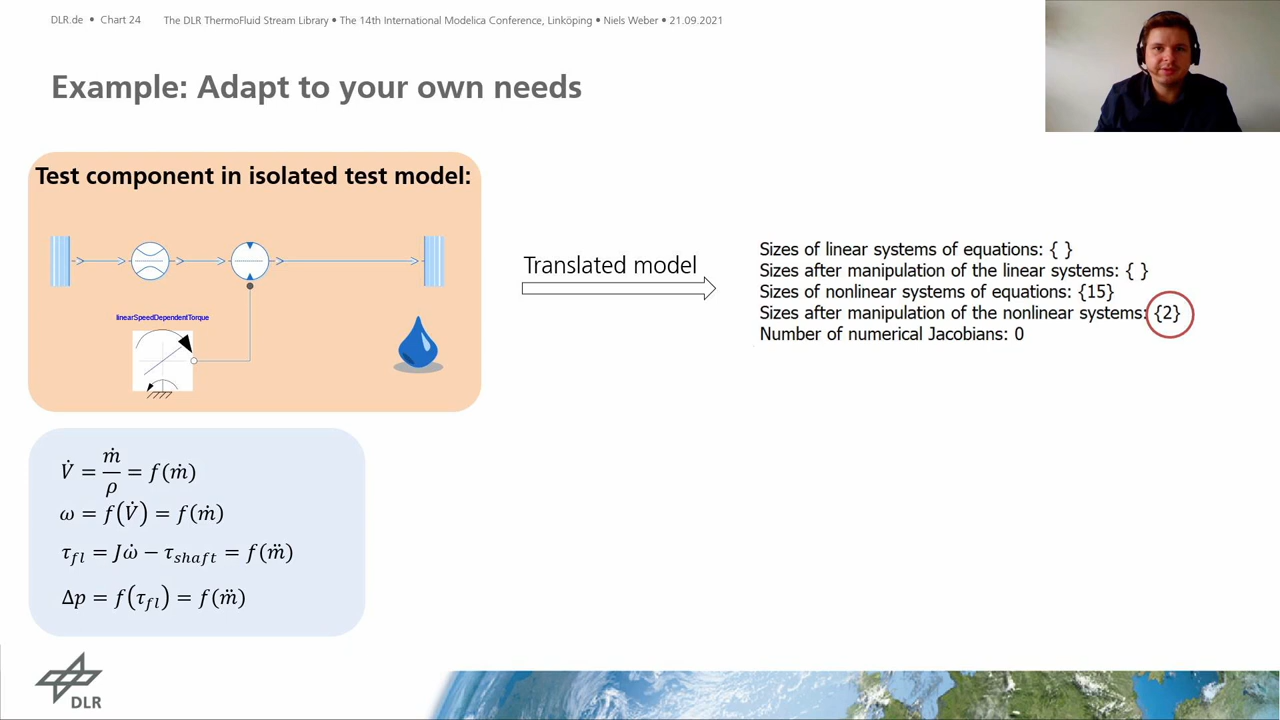 DLR.de • Chart 24 The DLR ThermoFluid Stream Library • The 14th International Modelica Conference, Linköping • Niels Weber • 21.09.2021
Example: Adapt to your own needs
Test component in isolated test model:
linearSpeedDependentTorque
Translated model
Sizes of linear systems of equations: { }
Sizes after manipulation of the linear systems: { }
Sizes of nonlinear systems of equations: {15}
Sizes after manipulation of the nonlinear systems: {2}
Number of numerical Jacobians: 0
V̇ = ṁ/ρ = f(ṁ)
ω = f(V̇) = f(ṁ)
τ_fl = Jω̇ − τ_shaft = f(m̈)
Δp = f(τ_fl) = f(m̈)
DLR